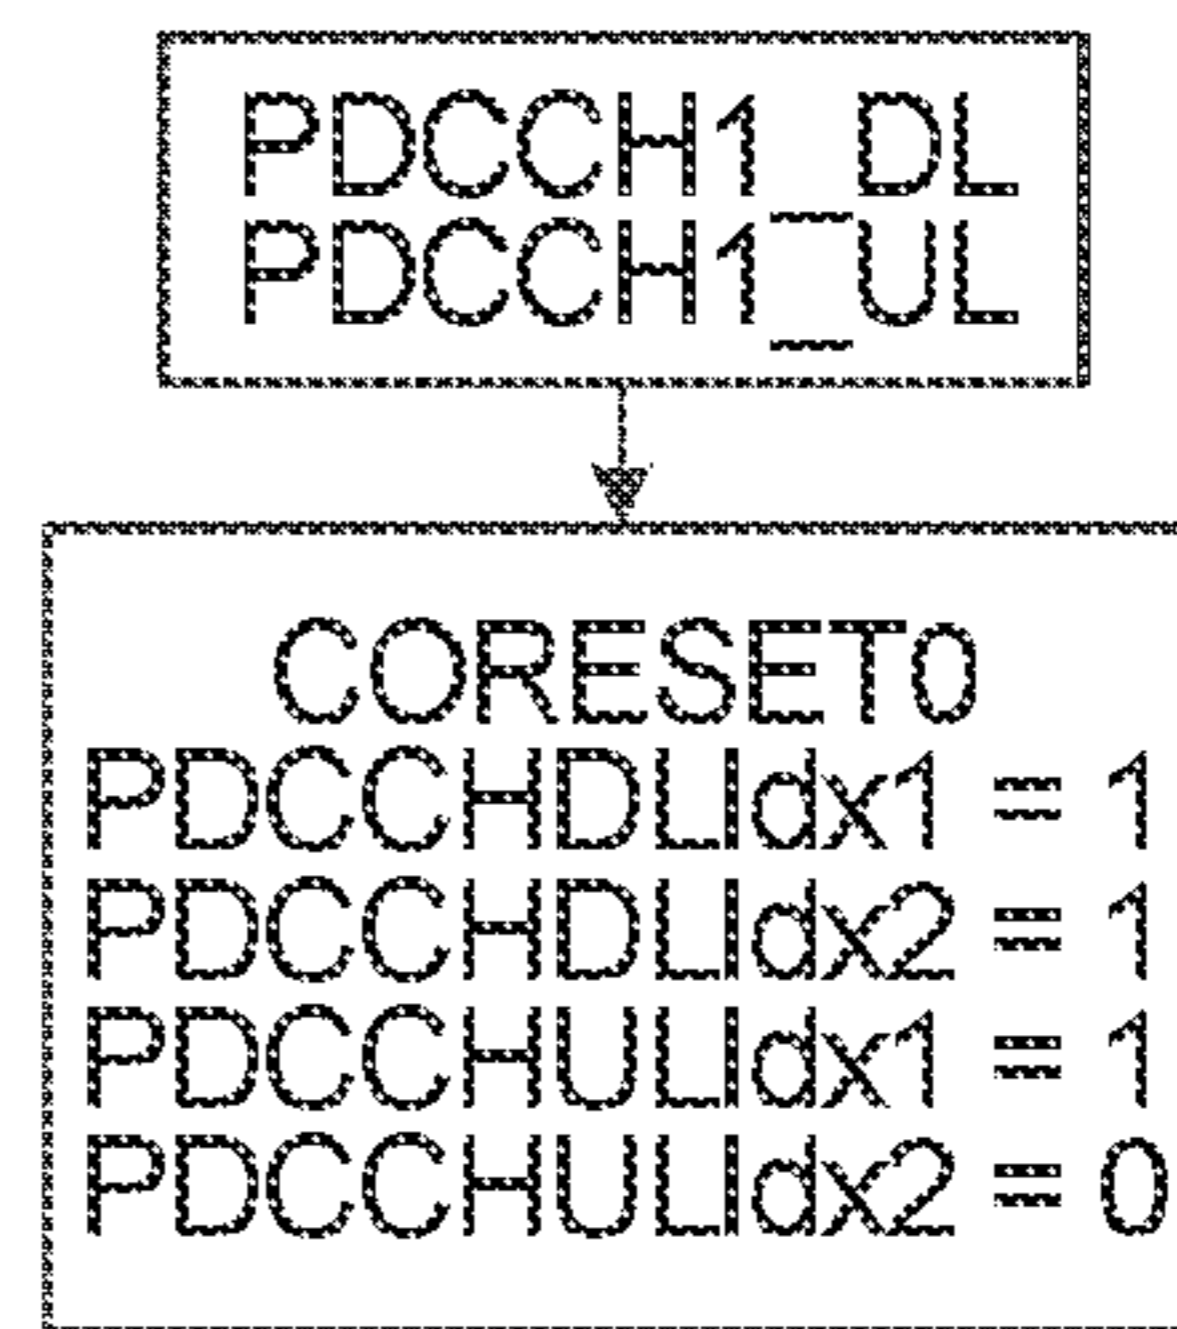 PDCCH1_DL
PDCCH1_UL
CORESET0
PDCCHDLIdx1 = 1
PDCCHDLIdx2 = 1
PDCCHULIdx1 = 1
PDCCHULIdx2 = 0